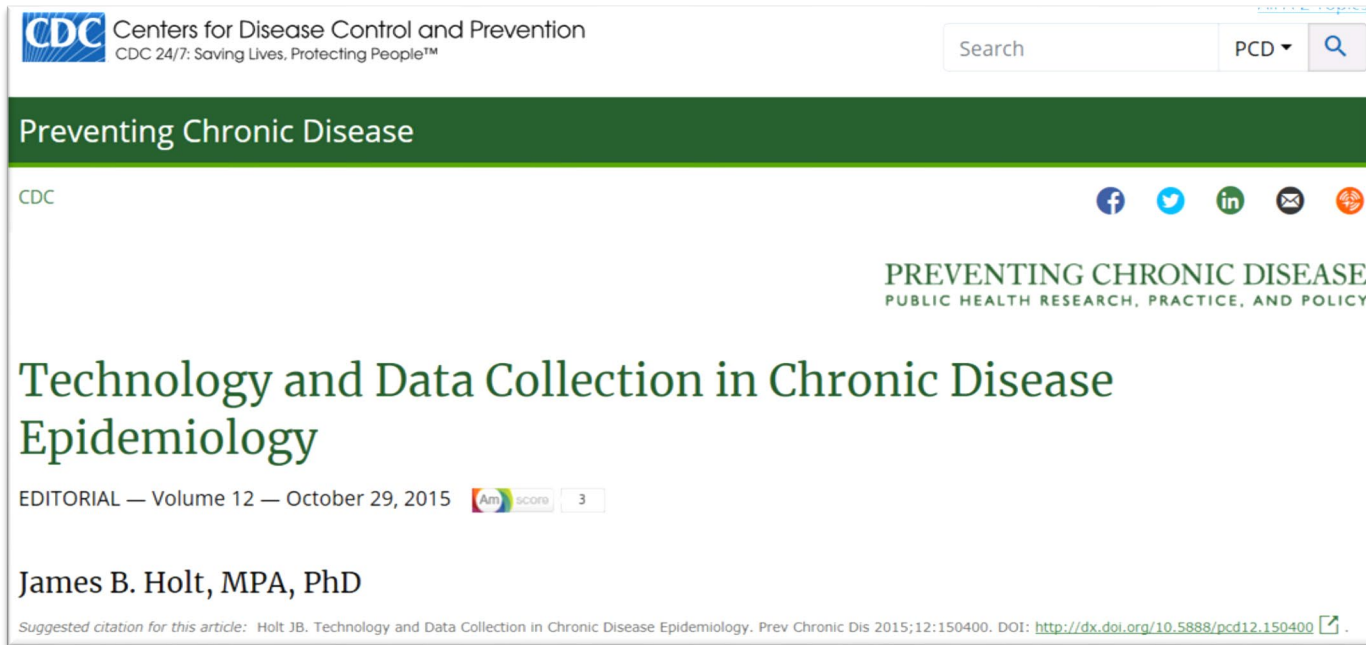 CDC Centers for Disease Control and Prevention
CDC 24/7: Saving Lives, Protecting People™
Search PCD
Preventing Chronic Disease
CDC
PREVENTING CHRONIC DISEASE
PUBLIC HEALTH RESEARCH, PRACTICE, AND POLICY
Technology and Data Collection in Chronic Disease
Epidemiology
EDITORIAL — Volume 12 — October 29, 2015 Am score 3
James B. Holt, MPA, PhD
Suggested citation for this article: Holt JB. Technology and Data Collection in Chronic Disease Epidemiology. Prev Chronic Dis 2015;12:150400. DOI: http://dx.doi.org/10.5888/pcd12.150400 .